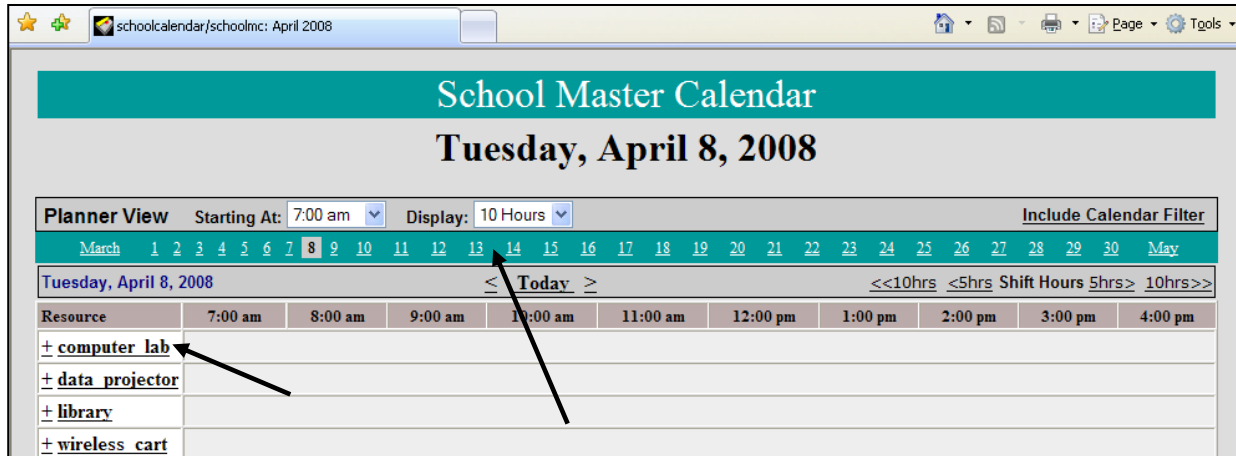 schoolcalendar/schoolmc: April 2008 Page Tools
School Master Calendar
Tuesday, April 8, 2008
Planner View Starting At: 7:00 am Display: 10 Hours Include Calendar Filter
March 1 2 3 4 5 6 7 8 9 10 11 12 13 14 15 16 17 18 19 20 21 22 23 24 25 26 27 28 29 30 May
Tuesday, April 8, 2008 < Today > <<10hrs <5hrs Shift Hours 5hrs> 10hrs>>
Resource 7:00 am 8:00 am 9:00 am 10:00 am 11:00 am 12:00 pm 1:00 pm 2:00 pm 3:00 pm 4:00 pm
+ computer_lab
+ data_projector
+ library
+ wireless_cart